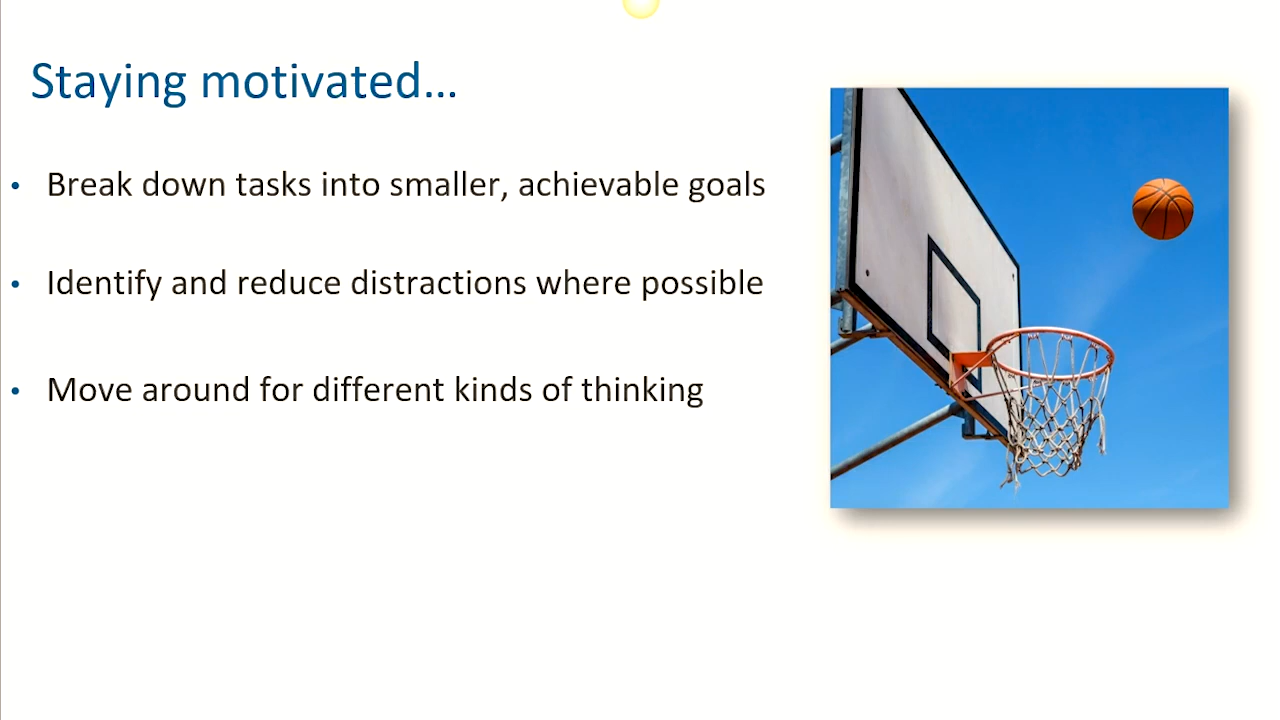 Staying motivated...
• Break down tasks into smaller, achievable goals
• Identify and reduce distractions where possible
• Move around for different kinds of thinking